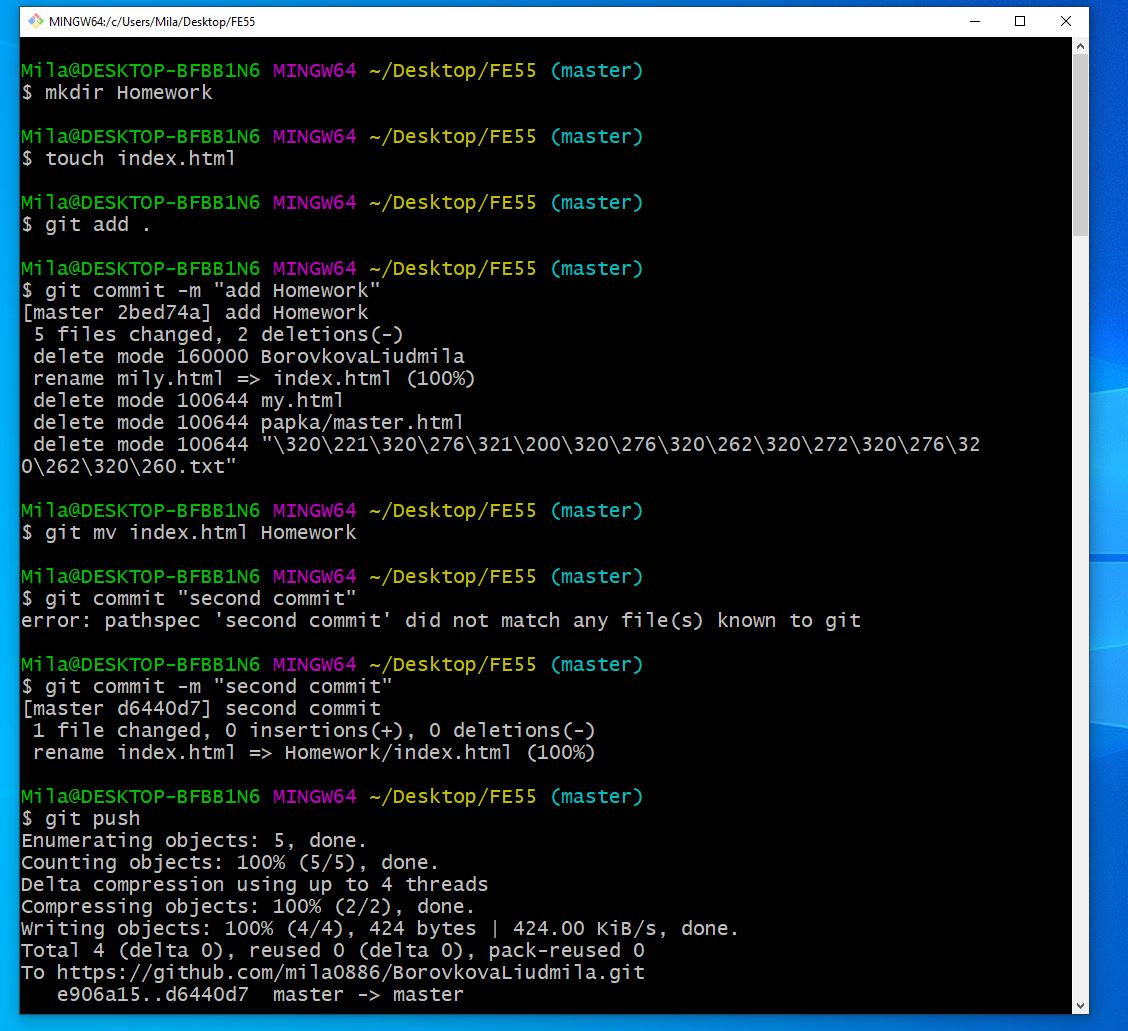 MINGW64:/c/Users/Mila/Desktop/FE55
Mila@DESKTOP-BFBB1N6 MINGW64 ~/Desktop/FE55 (master)
$ mkdir Homework
Mila@DESKTOP-BFBB1N6 MINGW64 ~/Desktop/FE55 (master)
$ touch index.html
Mila@DESKTOP-BFBB1N6 MINGW64 ~/Desktop/FE55 (master)
$ git add .
Mila@DESKTOP-BFBB1N6 MINGW64 ~/Desktop/FE55 (master)
$ git commit -m "add Homework"
[master 2bed74a] add Homework
 5 files changed, 2 deletions(-)
 delete mode 160000 BorovkovaLiudmila
 rename mily.html => index.html (100%)
 delete mode 100644 my.html
 delete mode 100644 papka/master.html
 delete mode 100644 "\320\221\320\276\321\200\320\276\320\262\320\272\320\276\32
0\262\320\260.txt"
Mila@DESKTOP-BFBB1N6 MINGW64 ~/Desktop/FE55 (master)
$ git mv index.html Homework
Mila@DESKTOP-BFBB1N6 MINGW64 ~/Desktop/FE55 (master)
$ git commit "second commit"
error: pathspec 'second commit' did not match any file(s) known to git
Mila@DESKTOP-BFBB1N6 MINGW64 ~/Desktop/FE55 (master)
$ git commit -m "second commit"
[master d6440d7] second commit
 1 file changed, 0 insertions(+), 0 deletions(-)
 rename index.html => Homework/index.html (100%)
Mila@DESKTOP-BFBB1N6 MINGW64 ~/Desktop/FE55 (master)
$ git push
Enumerating objects: 5, done.
Counting objects: 100% (5/5), done.
Delta compression using up to 4 threads
Compressing objects: 100% (2/2), done.
Writing objects: 100% (4/4), 424 bytes | 424.00 KiB/s, done.
Total 4 (delta 0), reused 0 (delta 0), pack-reused 0
To https://github.com/mila0886/BorovkovaLiudmila.git
   e906a15..d6440d7  master -> master